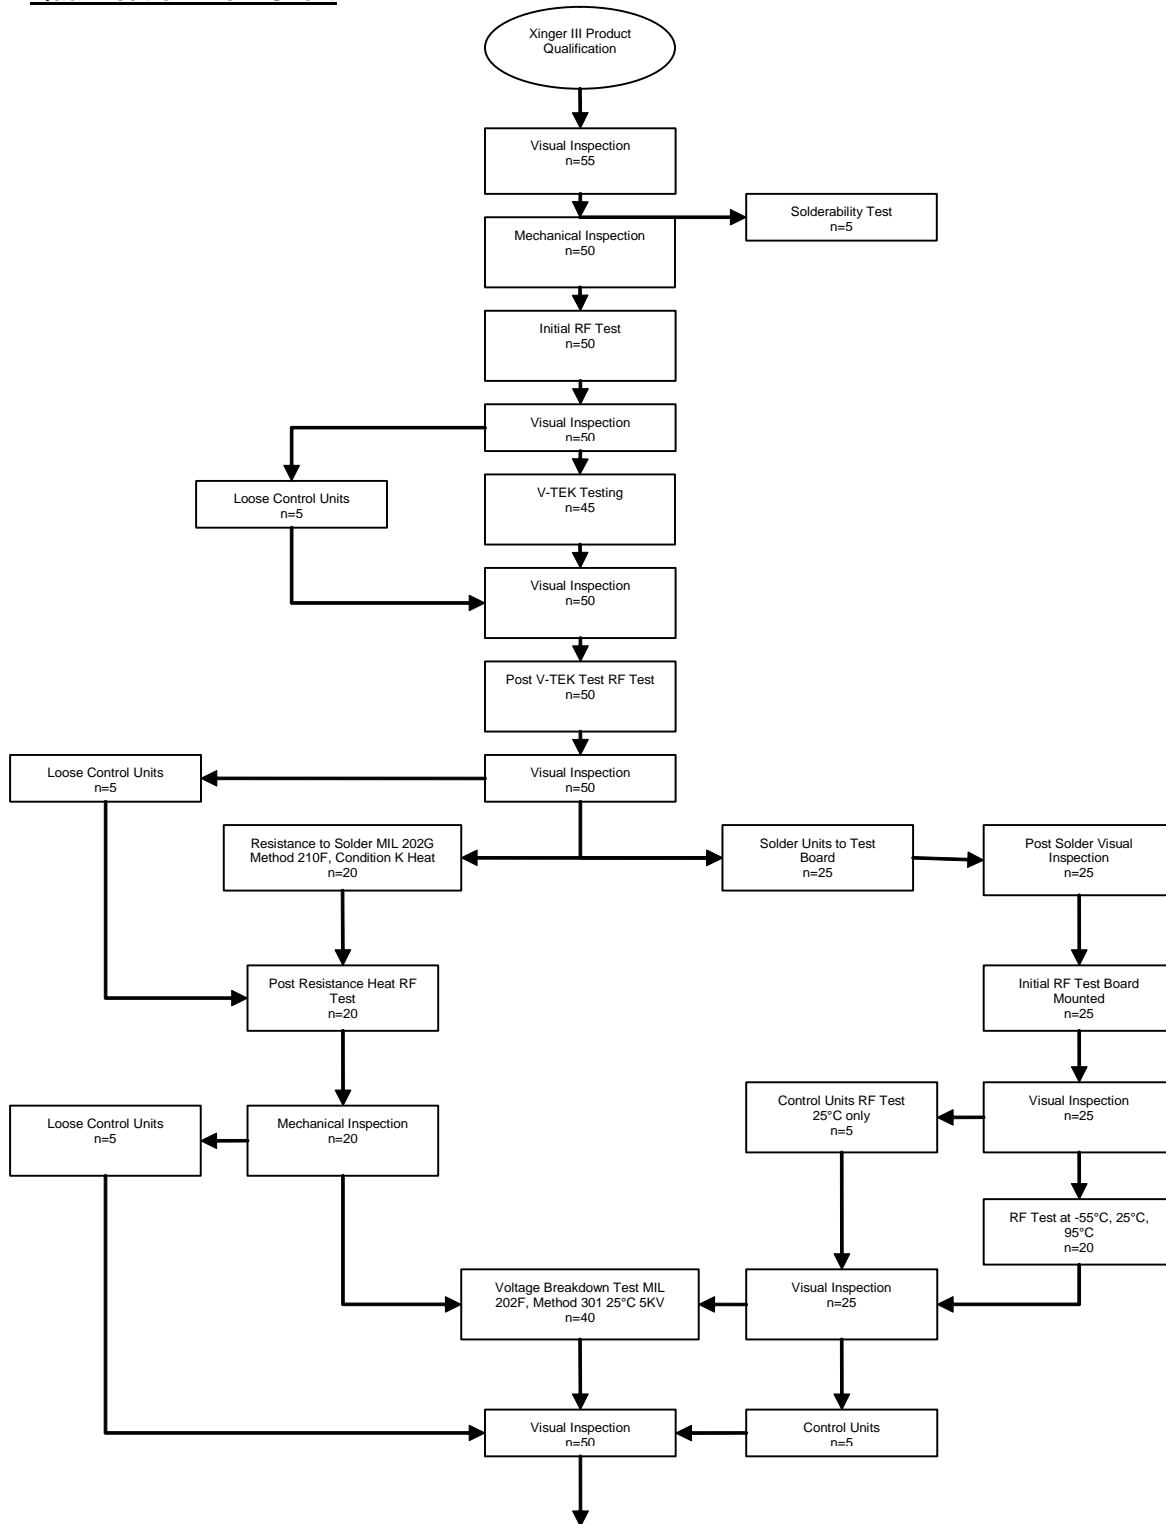 Xinger III Product
Qualification
Visual Inspection
n=55
Solderability Test
n=5
Mechanical Inspection
n=50
Initial RF Test
n=50
Visual Inspection
n=50
Loose Control Units
n=5
V-TEK Testing
n=45
Visual Inspection
n=50
Post V-TEK Test RF Test
n=50
Loose Control Units
n=5
Visual Inspection
n=50
Resistance to Solder MIL 202G
Method 210F, Condition K Heat
n=20
Solder Units to Test
Board
n=25
Post Solder Visual
Inspection
n=25
Post Resistance Heat RF
Test
n=20
Initial RF Test Board
Mounted
n=25
Loose Control Units
n=5
Mechanical Inspection
n=20
Control Units RF Test
25°C only
n=5
Visual Inspection
n=25
RF Test at -55°C, 25°C,
95°C
n=20
Voltage Breakdown Test MIL
202F, Method 301 25°C 5KV
n=40
Visual Inspection
n=25
Visual Inspection
n=50
Control Units
n=5